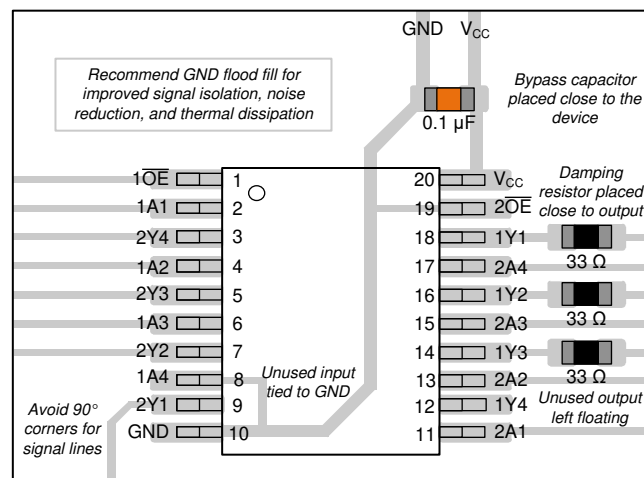 GND VCC
Recommend GND flood fill for
improved signal isolation, noise
reduction, and thermal dissipation
Bypass capacitor
placed close to the
device
0.1 µF
1O̅E̅ 1 20 VCC
Damping
resistor placed
close to output
1A1 2 19 2O̅E̅
2Y4 3 18 1Y1
33 Ω
1A2 4 17 2A4
2Y3 5 16 1Y2
33 Ω
1A3 6 15 2A3
2Y2 7 14 1Y3
33 Ω
1A4 8 13 2A2
Unused input
tied to GND
2Y1 9 12 1Y4
Unused output
left floating
GND 10 11 2A1
Avoid 90°
corners for
signal lines